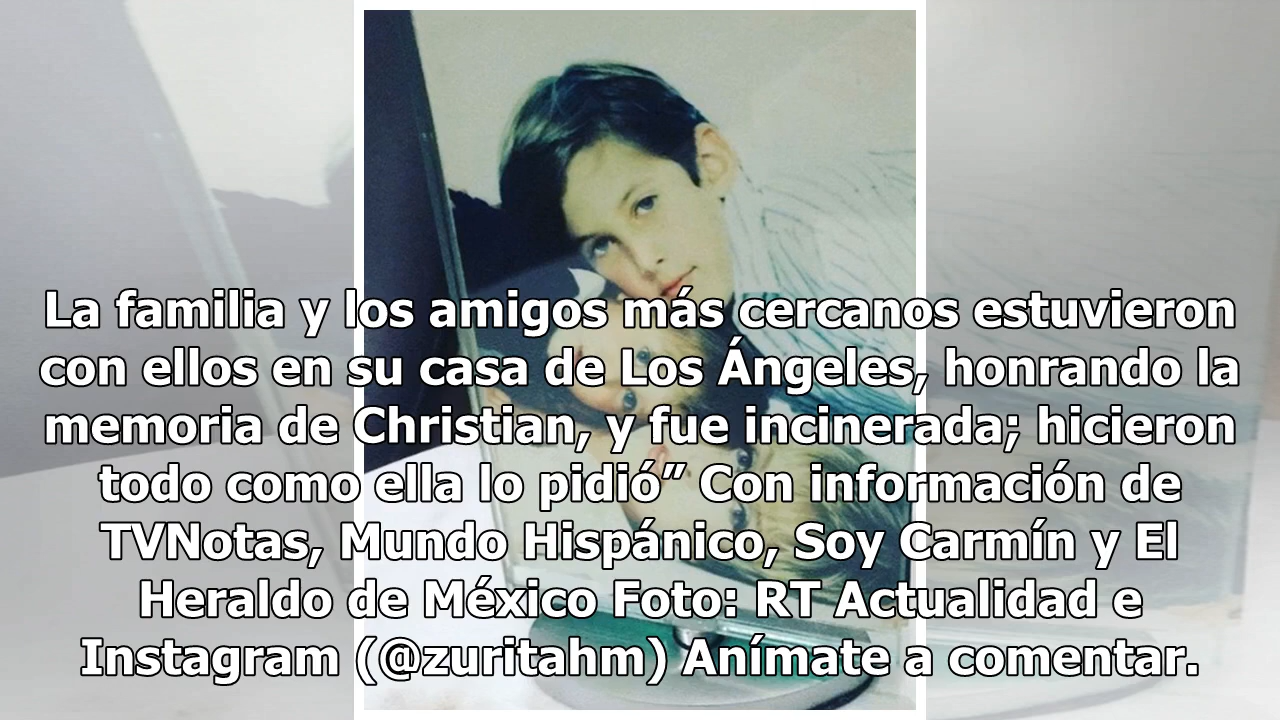 La familia y los amigos más cercanos estuvieron
con ellos en su casa de Los Ángeles, honrando la
memoria de Christian, y fue incinerada; hicieron
todo como ella lo pidió” Con información de
TVNotas, Mundo Hispánico, Soy Carmín y El
Heraldo de México Foto: RT Actualidad e
Instagram (@zuritahm) Anímate a comentar.